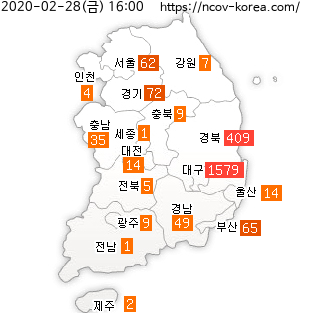 2020-02-28(금) 16:00 https://ncov-korea.com/
서울 62
강원 7
인천
4
경기 72
충북 9
충남
35
세종 1
경북 409
대전
14
대구 1579
전북 5
울산 14
경남
49
광주 9
부산 65
전남 1
제주 2